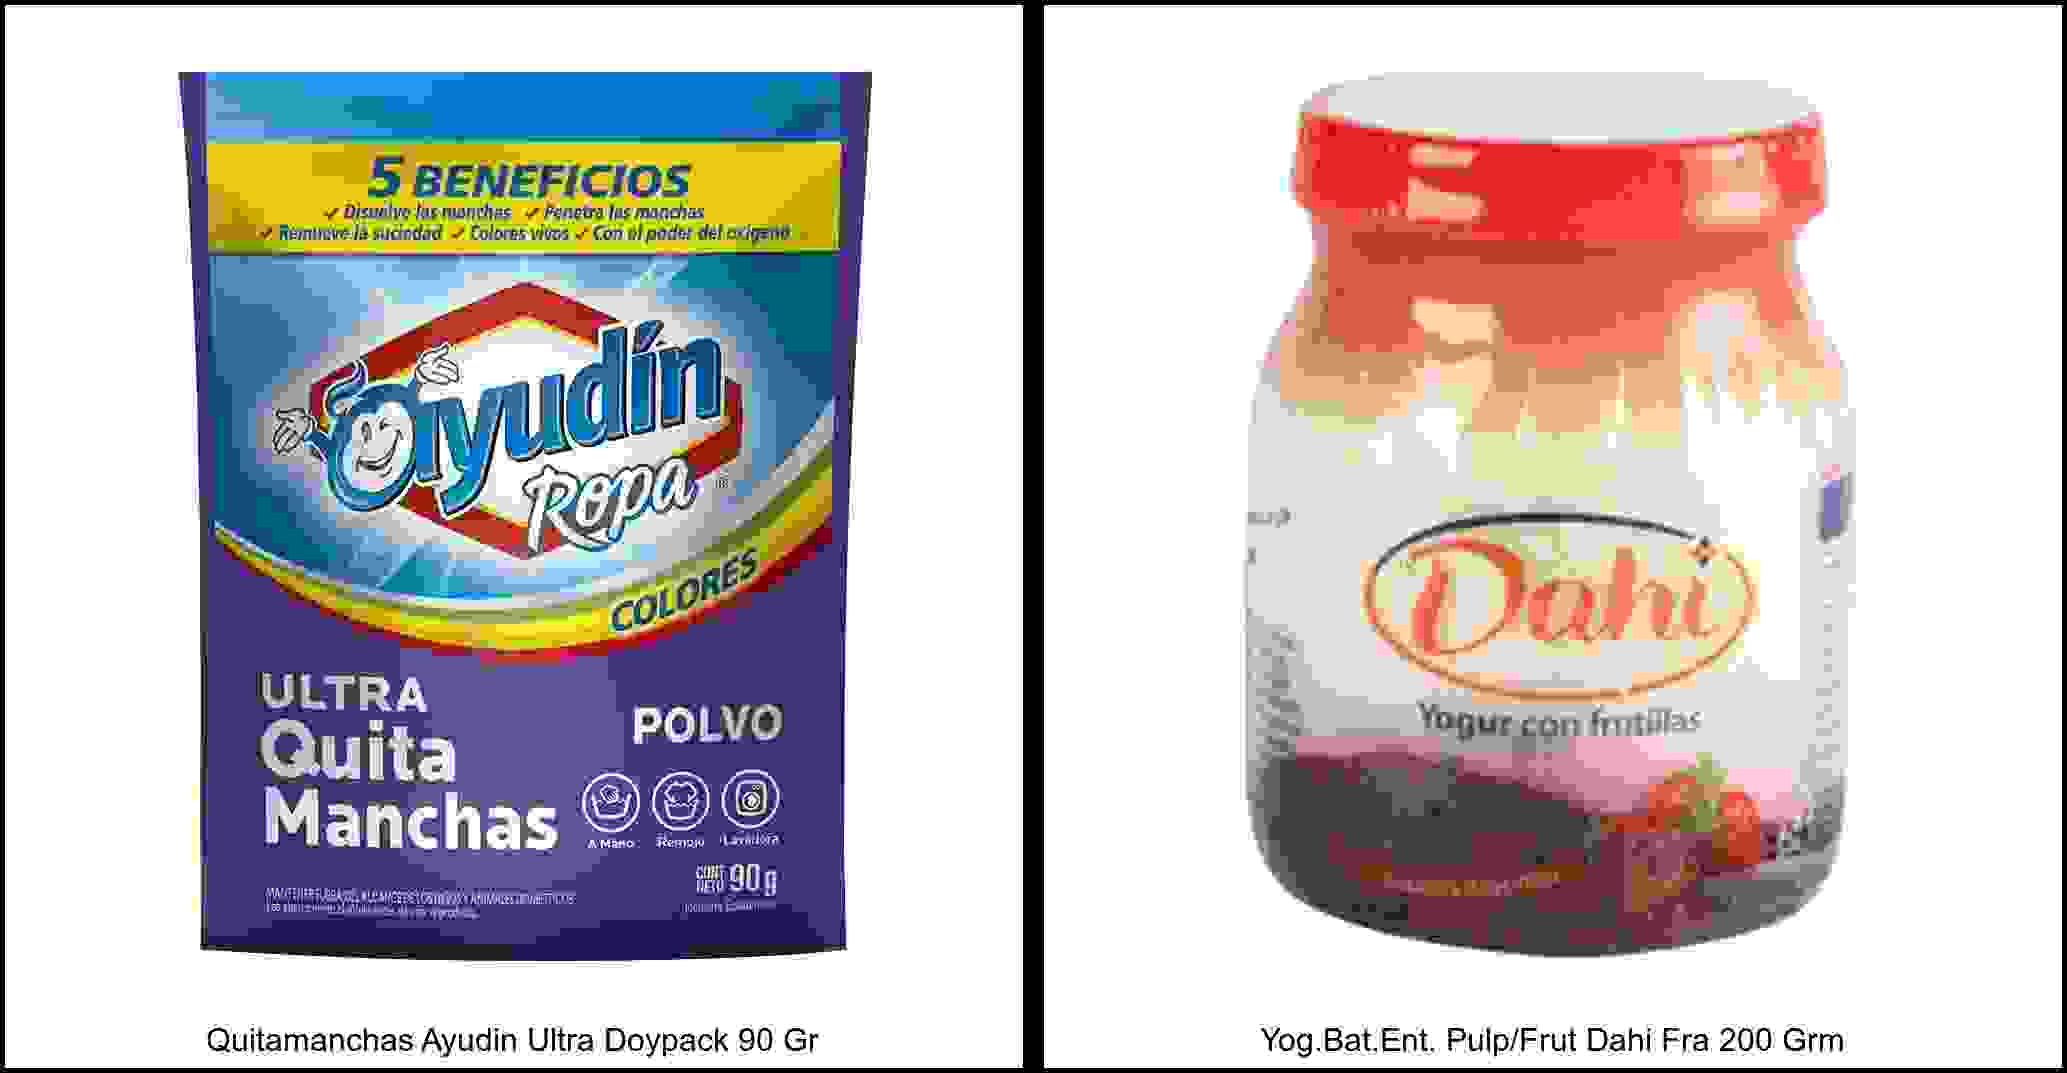 5 BENEFICIOS
✓ Disuelve las manchas ✓ Penetra las manchas
✓ Remueve la suciedad ✓ Colores vivos ✓ Con el poder del oxígeno
Ayudín
Ropa
COLORES
ULTRA
Quita
Manchas
POLVO
A Mano Remojo Lavadora
CONT
NETO 90 g
Quitamanchas Ayudin Ultra Doypack 90 Gr
Dahi
Yogur con frutillas
Yog.Bat.Ent. Pulp/Frut Dahi Fra 200 Grm